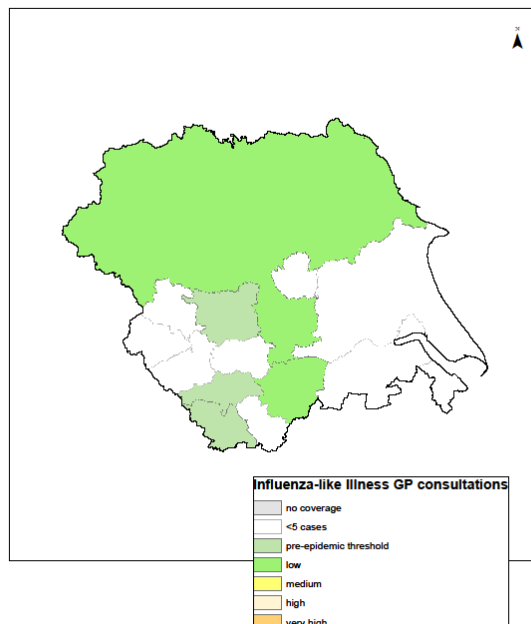 Influenza-like Illness GP consultations
no coverage
<5 cases
pre-epidemic threshold
low
medium
high
very high